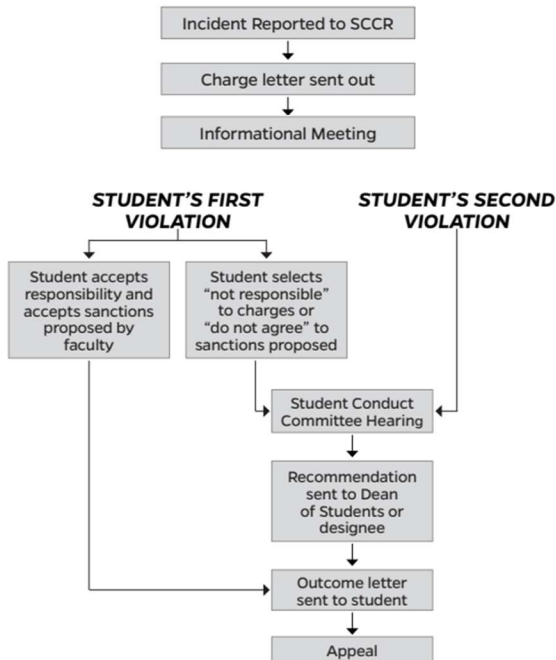 Incident Reported to SCCR
Charge letter sent out
Informational Meeting
STUDENT'S FIRST
VIOLATION
STUDENT'S SECOND
VIOLATION
Student accepts
responsibility and
accepts sanctions
proposed by
faculty
Student selects
“not responsible”
to charges or
“do not agree” to
sanctions proposed
Student Conduct
Committee Hearing
Recommendation
sent to Dean
of Students or
designee
Outcome letter
sent to student
Appeal